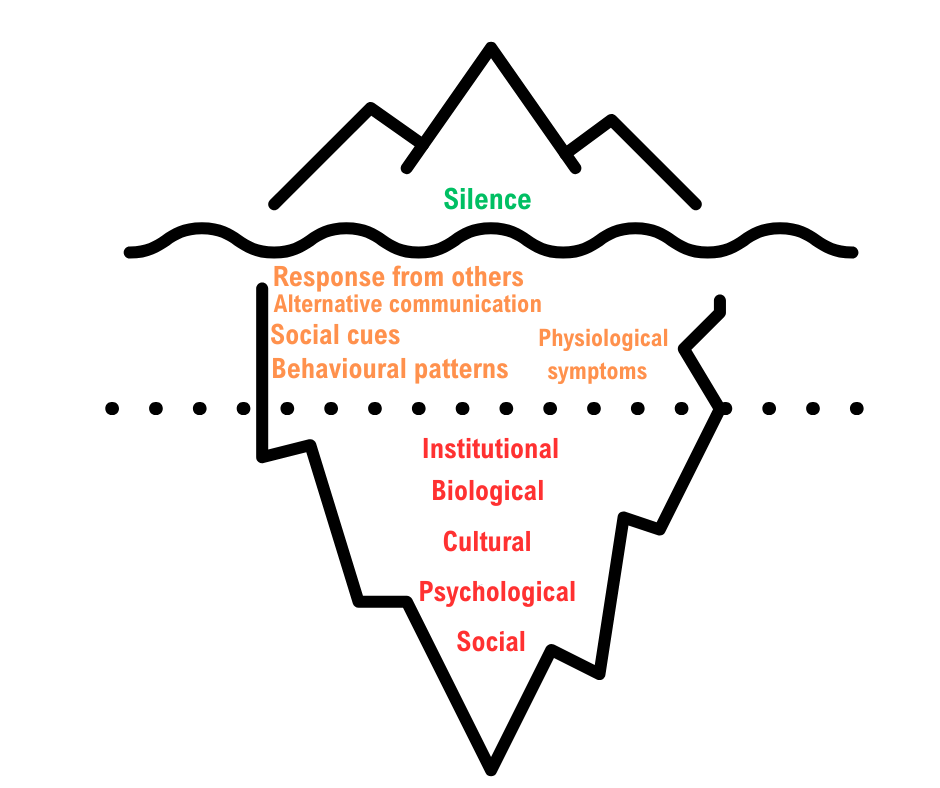 Silence
Response from others
Alternative communication
Social cues
Behavioural patterns
Physiological
symptoms
Institutional
Biological
Cultural
Psychological
Social